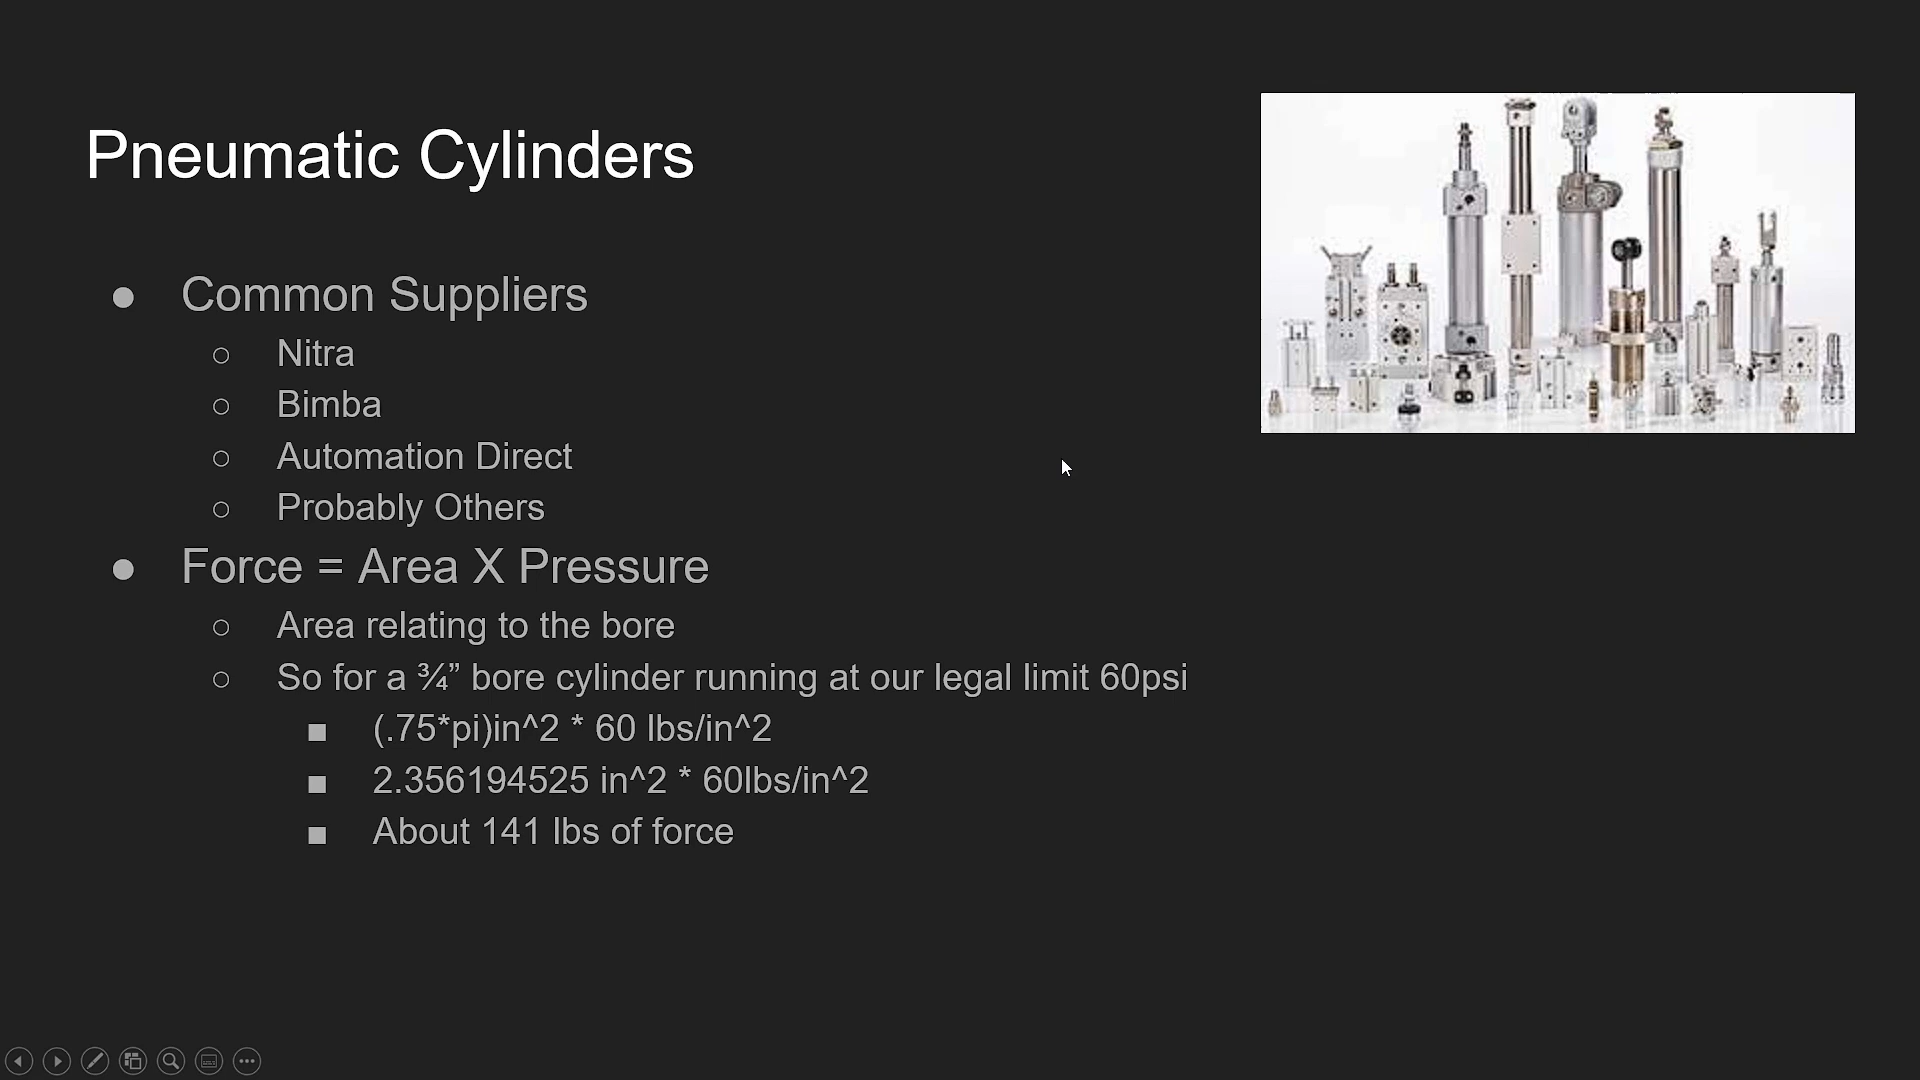 Pneumatic Cylinders
● Common Suppliers
○ Nitra
○ Bimba
○ Automation Direct
○ Probably Others
● Force = Area X Pressure
○ Area relating to the bore
○ So for a ¾” bore cylinder running at our legal limit 60psi
■ (.75*pi)in^2 * 60 lbs/in^2
■ 2.356194525 in^2 * 60lbs/in^2
■ About 141 lbs of force